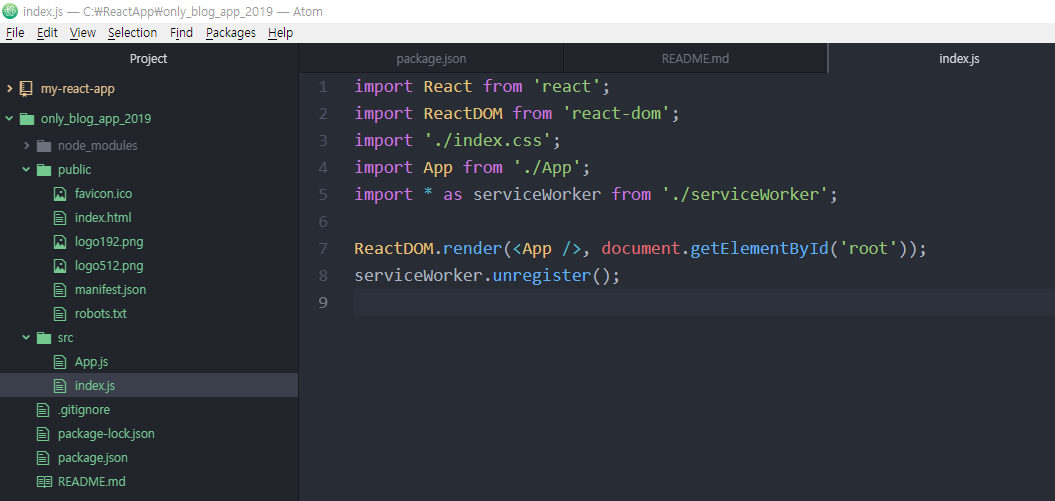 index.js — C:₩ReactApp₩only_blog_app_2019 — Atom
File Edit View Selection Find Packages Help
Project
my-react-app
only_blog_app_2019
node_modules
public
favicon.ico
index.html
logo192.png
logo512.png
manifest.json
robots.txt
src
App.js
index.js
.gitignore
package-lock.json
package.json
README.md
package.json README.md index.js
1 import React from 'react';
2 import ReactDOM from 'react-dom';
3 import './index.css';
4 import App from './App';
5 import * as serviceWorker from './serviceWorker';
6
7 ReactDOM.render(<App />, document.getElementById('root'));
8 serviceWorker.unregister();
9